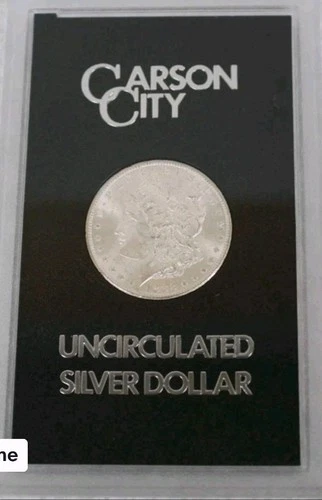 CARSON
CITY
UNCIRCULATED
SILVER DOLLAR